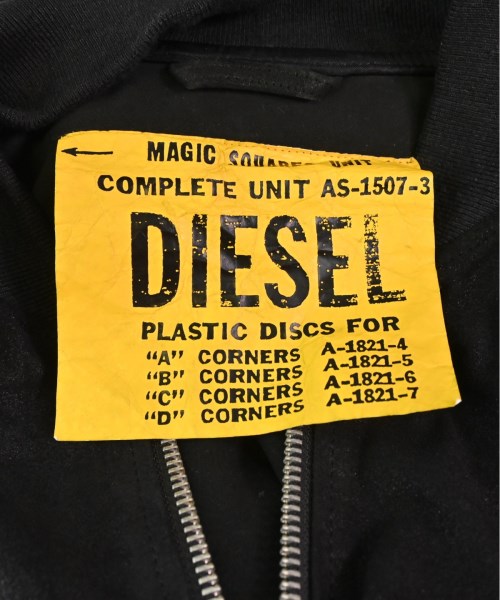 MAGIC SQUARES UNIT
COMPLETE UNIT AS-1507-3
DIESEL
PLASTIC DISCS FOR
"A" CORNERS A-1821-4
"B" CORNERS A-1821-5
"C" CORNERS A-1821-6
"D" CORNERS A-1821-7